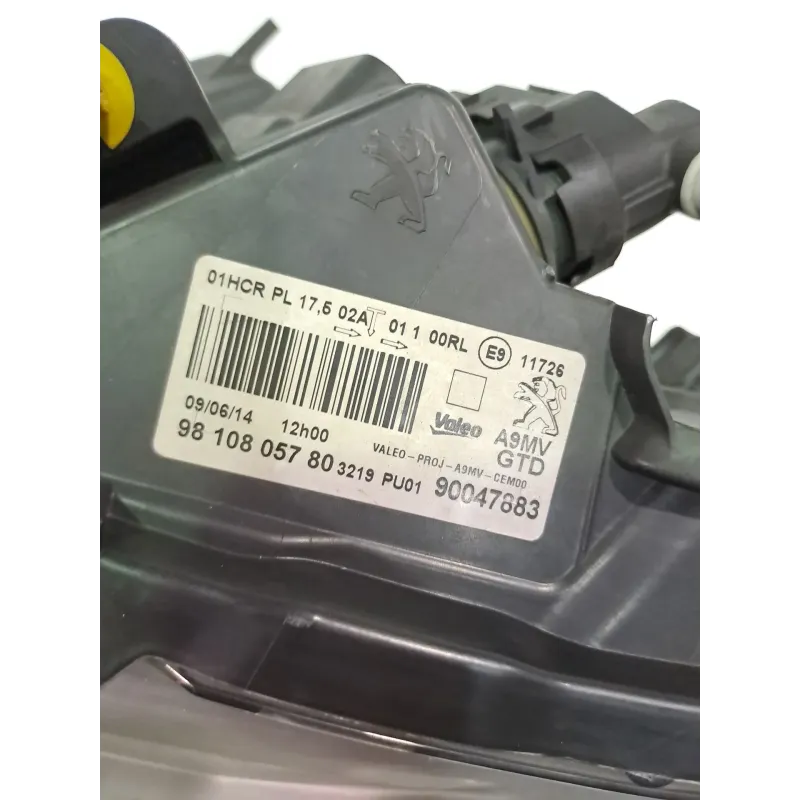 01HCR PL 17,5 02A 01 1 00RL E9 11726
Valeo A9MV
09/06/14 12h00 VALEO-PROJ-A9MV-CEM00 GTD
98 108 057 80 3219 PU01 90047683